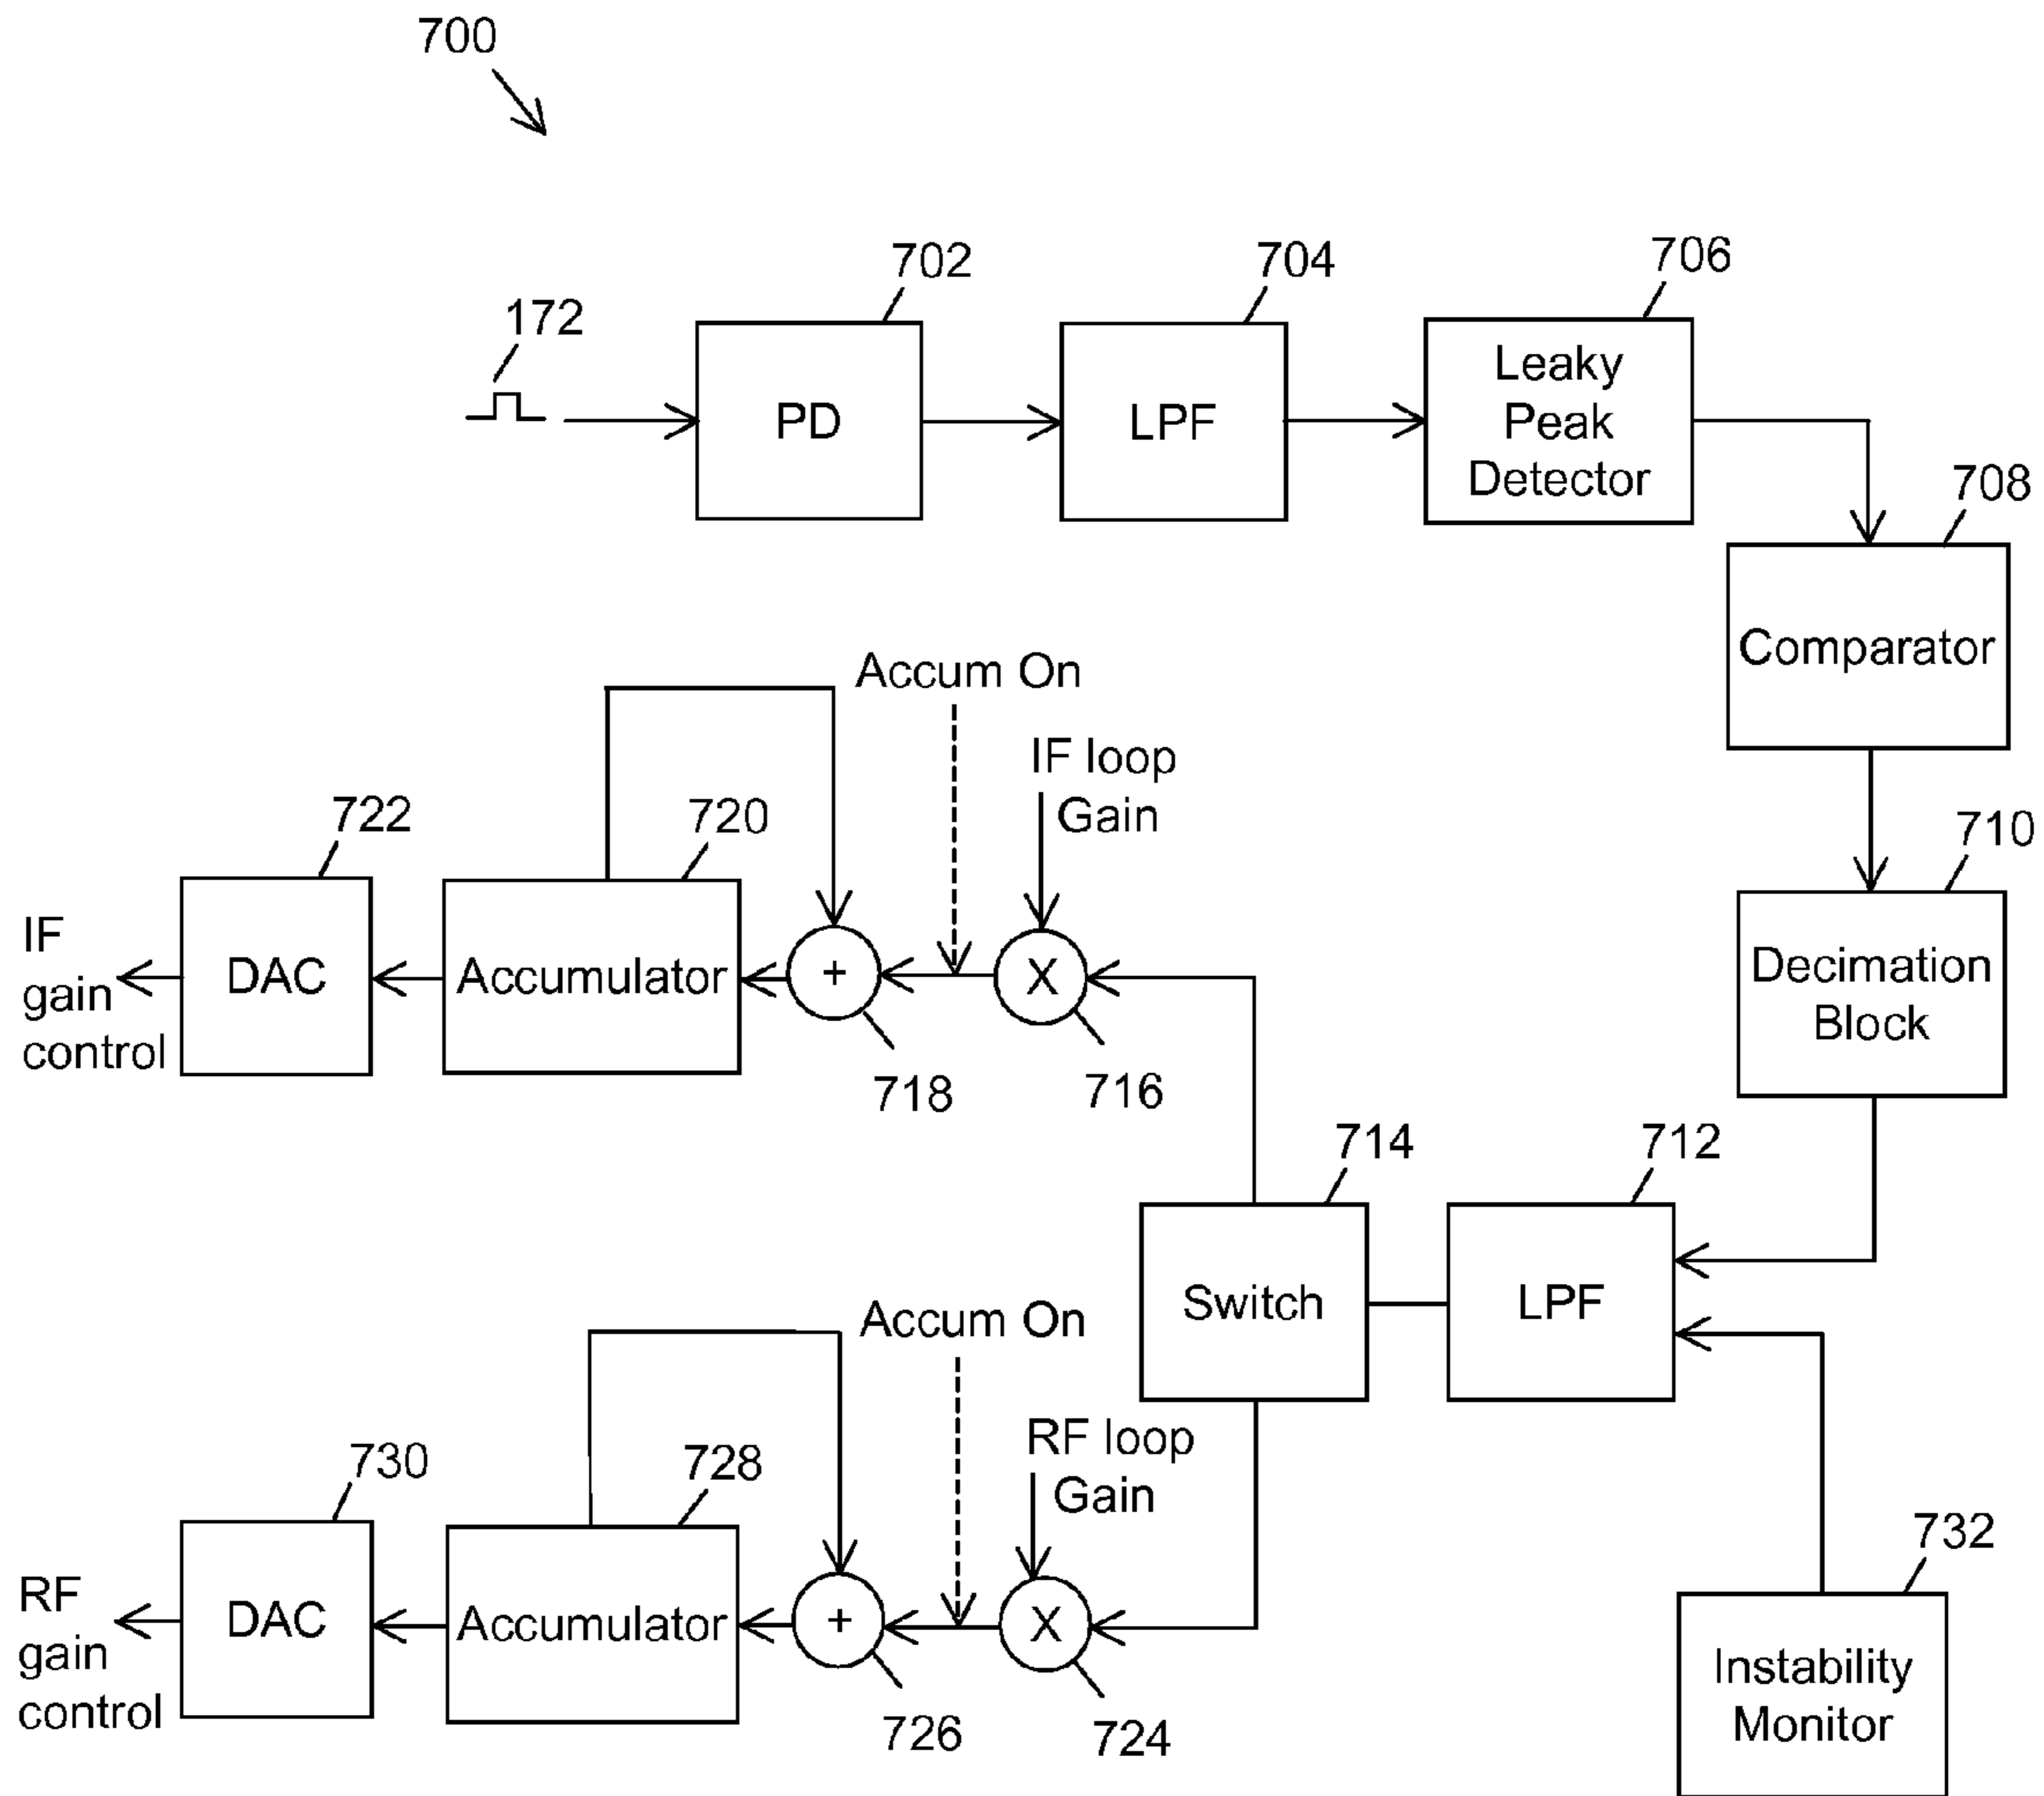 700
702
704
706
172
PD
LPF
Leaky
Peak
Detector
708
Comparator
Accum On
IF loop
Gain
722
720
710
IF
gain
control
DAC
Accumulator
+
X
Decimation
Block
718
716
714
712
Switch
LPF
Accum On
RF loop
Gain
730
728
732
RF
gain
control
DAC
Accumulator
+
X
Instability
Monitor
726
724